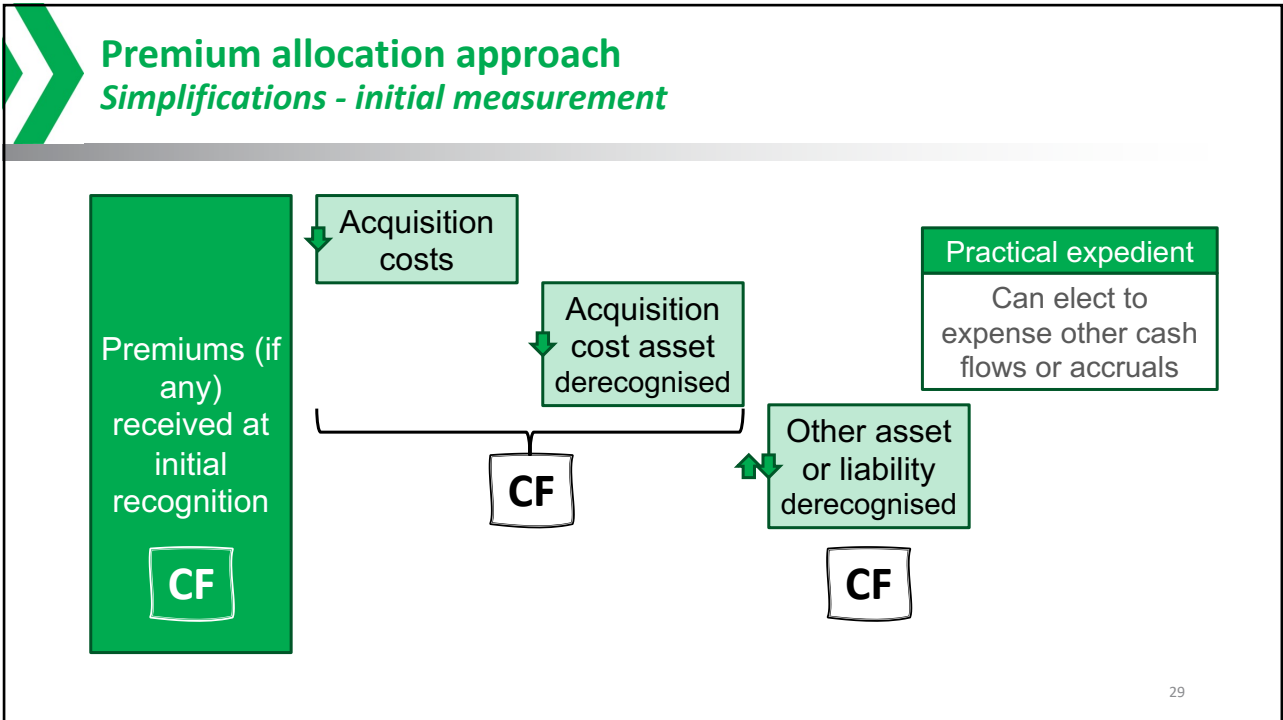 Premium allocation approach
Simplifications - initial measurement
Premiums (if
any)
received at
initial
recognition
CF
Acquisition
costs
Acquisition
cost asset
derecognised
CF
Other asset
or liability
derecognised
CF
Practical expedient
Can elect to
expense other cash
flows or accruals
29